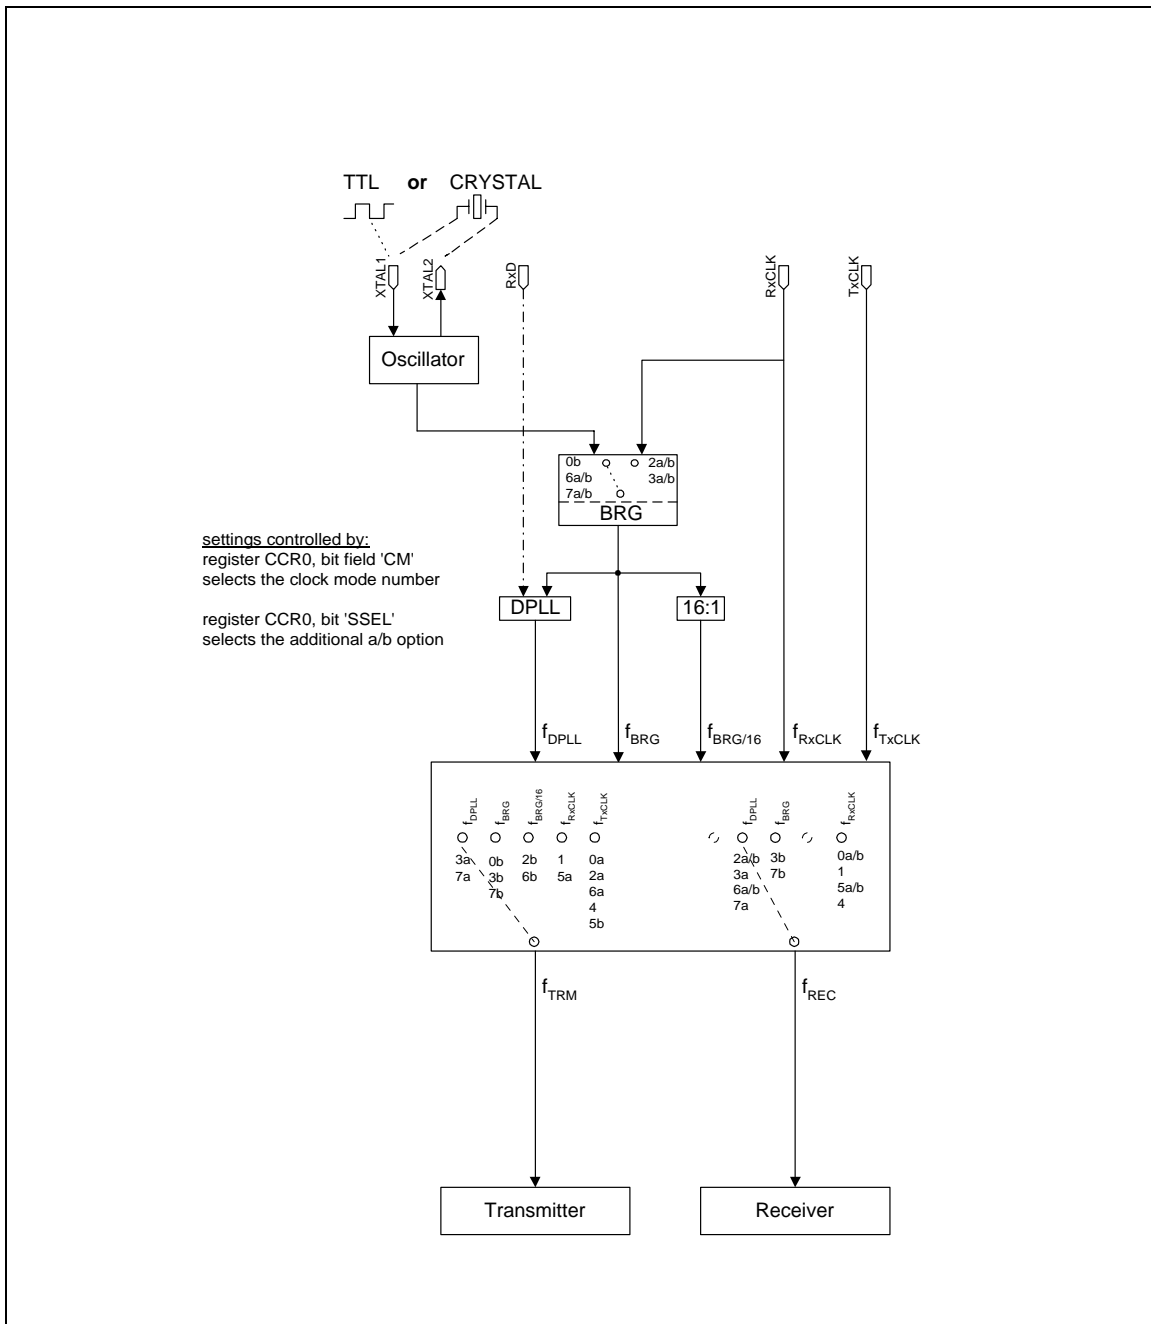 TTL or CRYSTAL
XTAL1
XTAL2
RxD
RxCLK
TxCLK
Oscillator
0b
6a/b
7a/b
2a/b
3a/b
BRG
settings controlled by:
register CCR0, bit field 'CM'
selects the clock mode number
register CCR0, bit 'SSEL'
selects the additional a/b option
DPLL
16:1
fDPLL
fBRG
fBRG/16
fRxCLK
fTxCLK
fDPLL
fBRG
fBRG/16
fRxCLK
fTxCLK
3a
7a
0b
3b
7b
2b
6b
1
5a
0a
2a
6a
4
5b
fDPLL
fBRG
fRxCLK
2a/b
3a
6a/b
7a
3b
7b
0a/b
1
5a/b
4
fTRM
fREC
Transmitter
Receiver